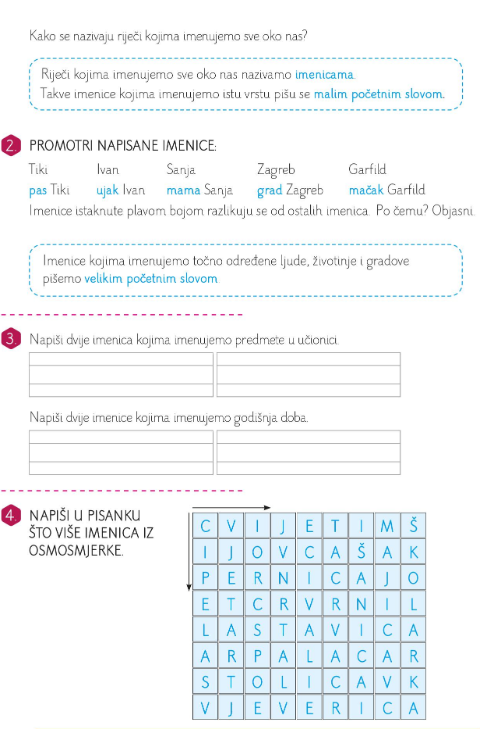 Kako se nazivaju riječi kojima imenujemo sve oko nas?
Riječi kojima imenujemo sve oko nas nazivamo imenicama.
Takve imenice kojima imenujemo istu vrstu pišu se malim početnim slovom.
2. PROMOTRI NAPISANE IMENICE:
Tiki Ivan Sanja Zagreb Garfild
pas Tiki ujak Ivan mama Sanja grad Zagreb mačak Garfild
Imenice istaknute plavom bojom razlikuju se od ostalih imenica. Po čemu? Objasni.
Imenice kojima imenujemo točno određene ljude, životinje i gradove
pišemo velikim početnim slovom
3. Napiši dvije imenica kojima imenujemo predmete u učionici.
Napiši dvije imenice kojima imenujemo godišnja doba.
4. NAPIŠI U PISANKU
ŠTO VIŠE IMENICA IZ
OSMOSMJERKE.
C V I J E T I M Š
I J O V C A Š A K
P E R N I C A J O
E T C R V R N I L
L A S T A V I C A
A R P A L A C A R
S T O L I C A V K
V J E V E R I C A